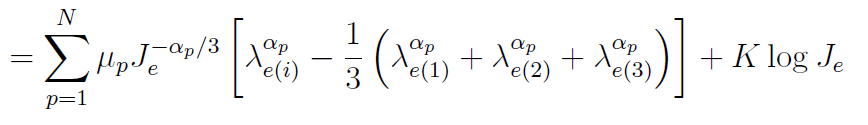 = \sum_{p=1}^{N} \mu_p J_e^{-\alpha_p/3} \left[ \lambda_{e(i)}^{\alpha_p} - \frac{1}{3} \left( \lambda_{e(1)}^{\alpha_p} + \lambda_{e(2)}^{\alpha_p} + \lambda_{e(3)}^{\alpha_p} \right) \right] + K \log J_e